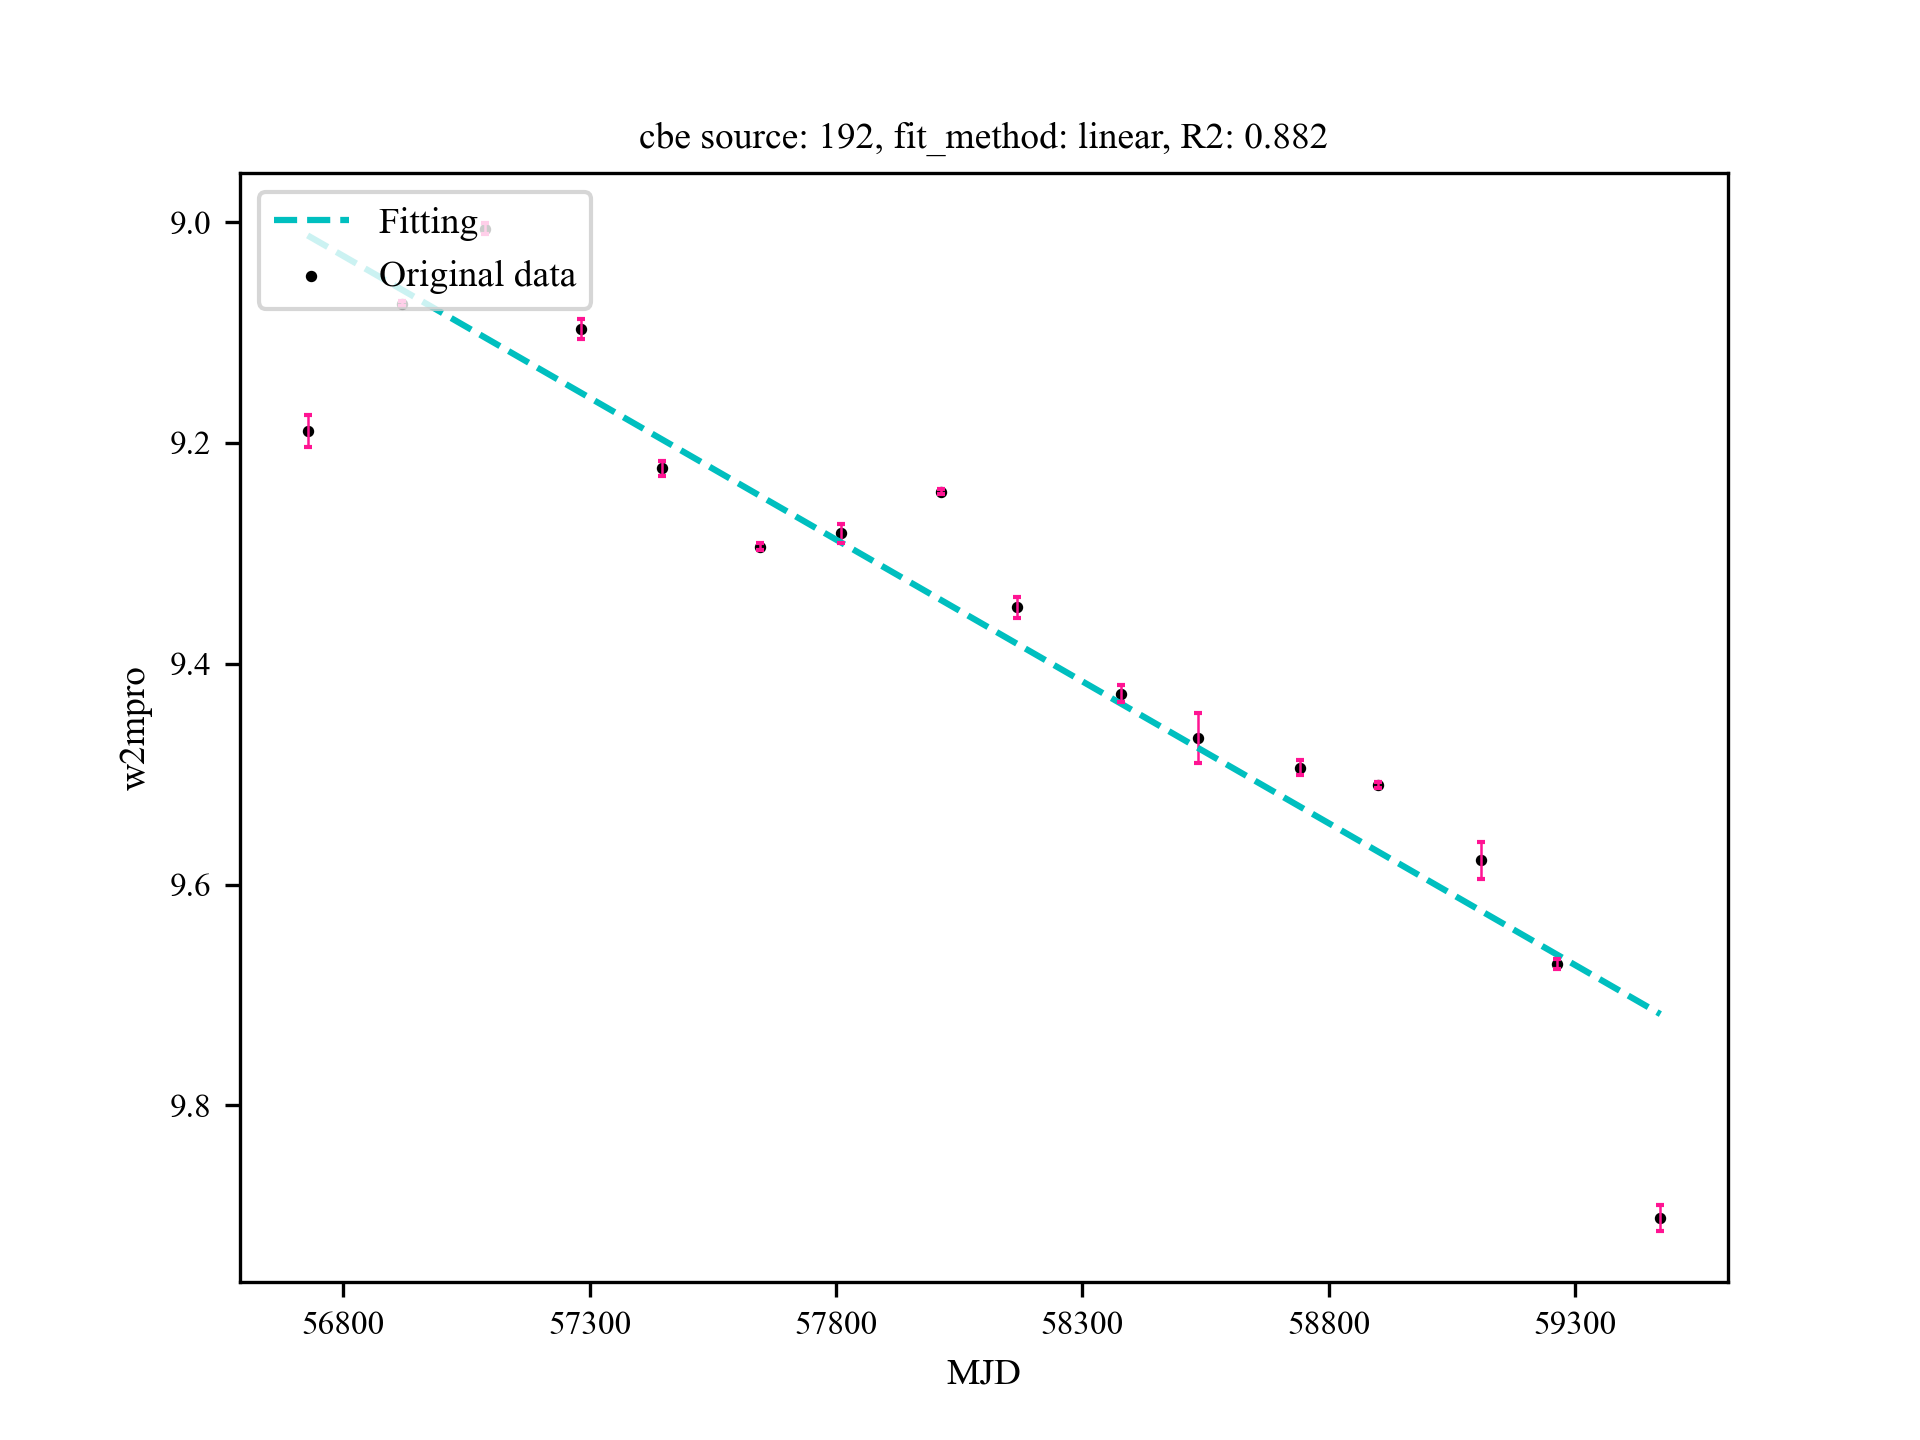 cbe source: 192, fit_method: linear, R2: 0.882
Fitting
Original data
9.0
9.2
9.4
9.6
9.8
w2mpro
56800 57300 57800 58300 58800 59300
MJD